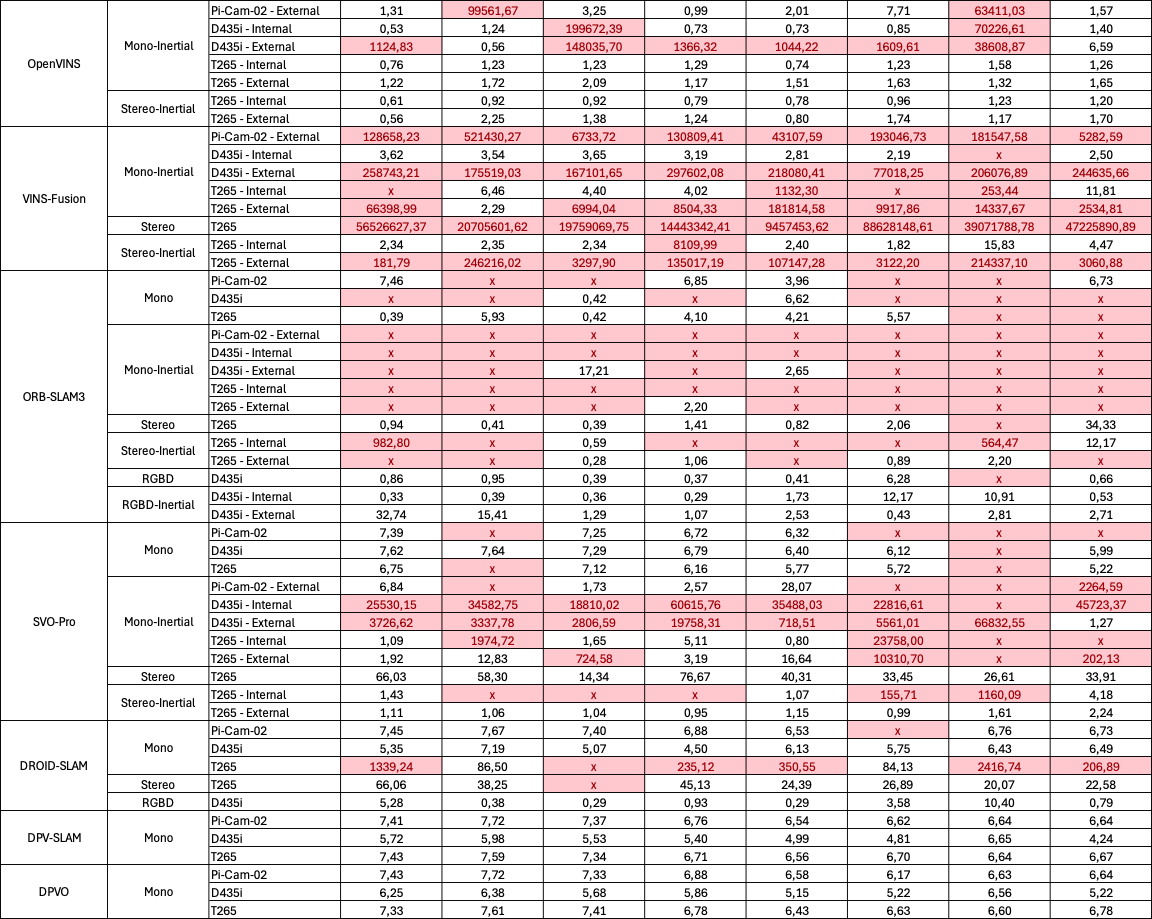 OpenVINS Mono-Inertial Pi-Cam-02 - External 1,31 99561,67 3,25 0,99 2,01 7,71 63411,03 1,57
D435i - Internal 0,53 1,24 199672,39 0,73 0,73 0,85 70226,61 1,40
D435i - External 1124,83 0,56 148035,70 1366,32 1044,22 1609,61 38608,87 6,59
T265 - Internal 0,76 1,23 1,23 1,29 0,74 1,23 1,58 1,26
T265 - External 1,22 1,72 2,09 1,17 1,51 1,63 1,32 1,65
Stereo-Inertial T265 - Internal 0,61 0,92 0,92 0,79 0,78 0,96 1,23 1,20
T265 - External 0,56 2,25 1,38 1,24 0,80 1,74 1,17 1,70
VINS-Fusion Mono-Inertial Pi-Cam-02 - External 128658,23 521430,27 6733,72 130809,41 43107,59 193046,73 181547,58 5282,59
D435i - Internal 3,62 3,54 3,65 3,19 2,81 2,19 x 2,50
D435i - External 258743,21 175519,03 167101,65 297602,08 218080,41 77018,25 206076,89 244635,66
T265 - Internal x 6,46 4,40 4,02 1132,30 x 253,44 11,81
T265 - External 66398,99 2,29 6994,04 8504,33 181814,58 9917,86 14337,67 2534,81
Stereo T265 56526627,37 20705601,62 19759069,75 14443342,41 9457453,62 88628148,61 39071788,78 47225890,89
Stereo-Inertial T265 - Internal 2,34 2,35 2,34 8109,99 2,40 1,82 15,83 4,47
T265 - External 181,79 246216,02 3297,90 135017,19 107147,28 3122,20 214337,10 3060,88
ORB-SLAM3 Mono Pi-Cam-02 7,46 x x 6,85 3,96 x x 6,73
D435i x x 0,42 x 6,62 x x x
T265 0,39 5,93 0,42 4,10 4,21 5,57 x x
Mono-Inertial Pi-Cam-02 - External x x x x x x x x
D435i - Internal x x x x x x x x
D435i - External x x 17,21 x 2,65 x x x
T265 - Internal x x x x x x x x
T265 - External x x x 2,20 x x x x
Stereo T265 0,94 0,41 0,39 1,41 0,82 2,06 x 34,33
Stereo-Inertial T265 - Internal 982,80 x 0,59 x x x 564,47 12,17
T265 - External x x 0,28 1,06 x 0,89 2,20 x
RGBD D435i 0,86 0,95 0,39 0,37 0,41 6,28 x 0,66
RGBD-Inertial D435i - Internal 0,33 0,39 0,36 0,29 1,73 12,17 10,91 0,53
D435i - External 32,74 15,41 1,29 1,07 2,53 0,43 2,81 2,71
SVO-Pro Mono Pi-Cam-02 7,39 x 7,25 6,72 6,32 x x x
D435i 7,62 7,64 7,29 6,79 6,40 6,12 x 5,99
T265 6,75 x 7,12 6,16 5,77 5,72 x 5,22
Mono-Inertial Pi-Cam-02 - External 6,84 x 1,73 2,57 28,07 x x 2264,59
D435i - Internal 25530,15 34582,75 18810,02 60615,76 35488,03 22816,61 x 45723,37
D435i - External 3726,62 3337,78 2806,59 19758,31 718,51 5561,01 66832,55 1,27
T265 - Internal 1,09 1974,72 1,65 5,11 0,80 23758,00 x x
T265 - External 1,92 12,83 724,58 3,19 16,64 10310,70 x 202,13
Stereo T265 66,03 58,30 14,34 76,67 40,31 33,45 26,61 33,91
Stereo-Inertial T265 - Internal 1,43 x x x 1,07 155,71 1160,09 4,18
T265 - External 1,11 1,06 1,04 0,95 1,15 0,99 1,61 2,24
DROID-SLAM Mono Pi-Cam-02 7,45 7,67 7,40 6,88 6,53 x 6,76 6,73
D435i 5,35 7,19 5,07 4,50 6,13 5,75 6,43 6,49
T265 1339,24 86,50 x 235,12 350,55 84,13 2416,74 206,89
Stereo T265 66,06 38,25 x 45,13 24,39 26,89 20,07 22,58
RGBD D435i 5,28 0,38 0,29 0,93 0,29 3,58 10,40 0,79
DPV-SLAM Mono Pi-Cam-02 7,41 7,72 7,37 6,76 6,54 6,62 6,64 6,64
D435i 5,72 5,98 5,53 5,40 4,99 4,81 6,65 4,24
T265 7,43 7,59 7,34 6,71 6,56 6,70 6,64 6,67
DPVO Mono Pi-Cam-02 7,43 7,72 7,33 6,88 6,58 6,17 6,63 6,64
D435i 6,25 6,38 5,68 5,86 5,15 5,22 6,56 5,22
T265 7,33 7,61 7,41 6,78 6,43 6,63 6,60 6,78